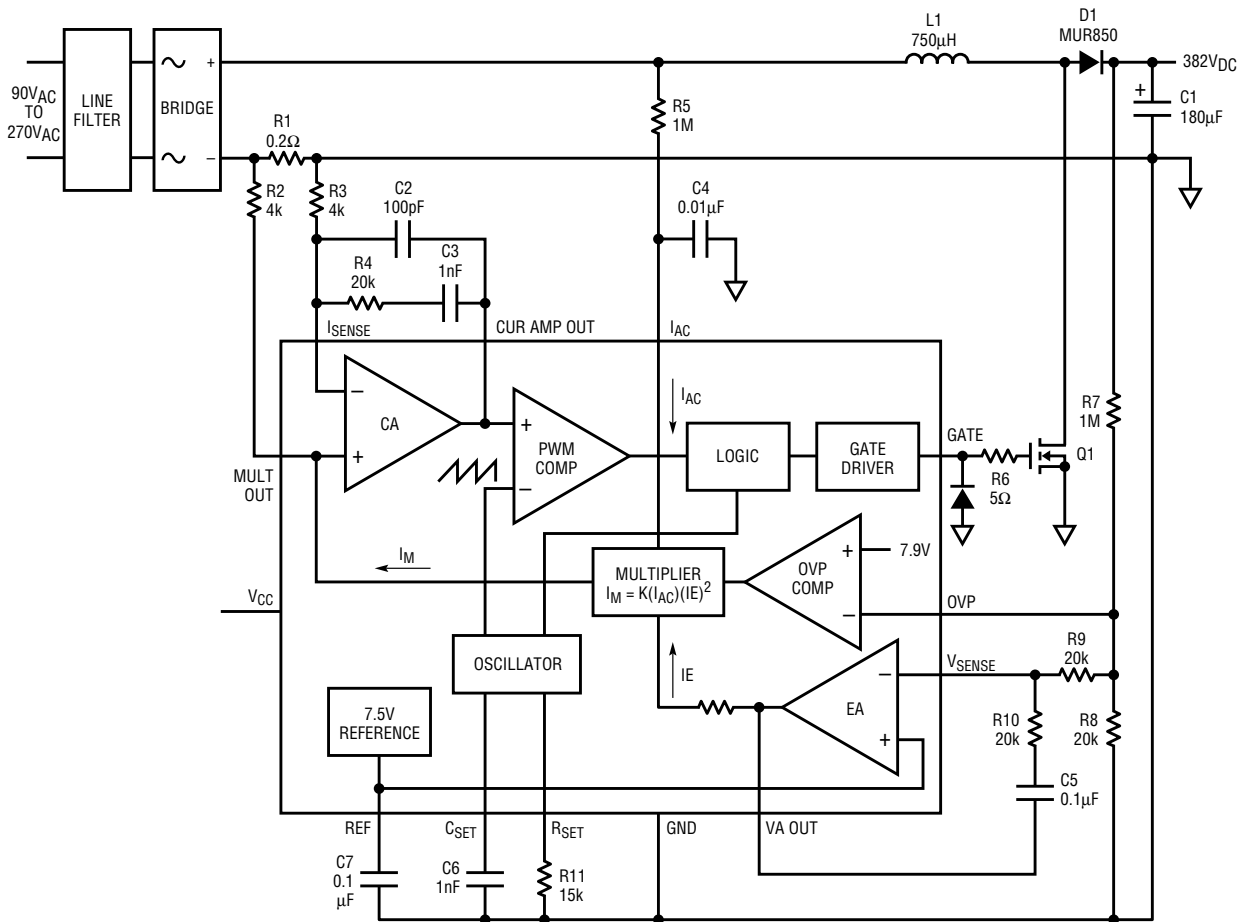 90VAC
TO
270VAC
LINE
FILTER
BRIDGE
+
−
R1
0.2Ω
R2
4k
R3
4k
C2
100pF
R4
20k
C3
1nF
R5
1M
C4
0.01µF
L1
750µH
D1
MUR850
382VDC
+
C1
180µF
ISENSE
CUR AMP OUT
IAC
−
CA
+
MULT
OUT
+
PWM
COMP
−
IAC
LOGIC
GATE
DRIVER
GATE
R6
5Ω
Q1
R7
1M
IM
MULTIPLIER
IM = K(IAC)(IE)2
+
OVP
COMP
−
7.9V
OVP
VCC
OSCILLATOR
IE
−
EA
+
VSENSE
R9
20k
R10
20k
R8
20k
C5
0.1µF
7.5V
REFERENCE
REF
CSET
RSET
GND
VA OUT
C7
0.1
µF
C6
1nF
R11
15k